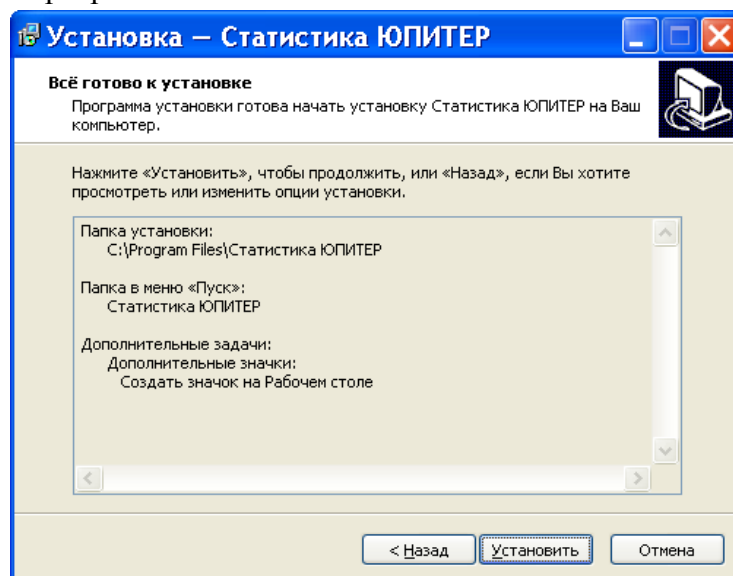 Установка — Статистика ЮПИТЕР
Всё готово к установке
Программа установки готова начать установку Статистика ЮПИТЕР на Ваш
компьютер.
Нажмите «Установить», чтобы продолжить, или «Назад», если Вы хотите
просмотреть или изменить опции установки.
Папка установки:
C:\Program Files\Статистика ЮПИТЕР
Папка в меню «Пуск»:
Статистика ЮПИТЕР
Дополнительные задачи:
Дополнительные значки:
Создать значок на Рабочем столе
< Назад
Установить
Отмена